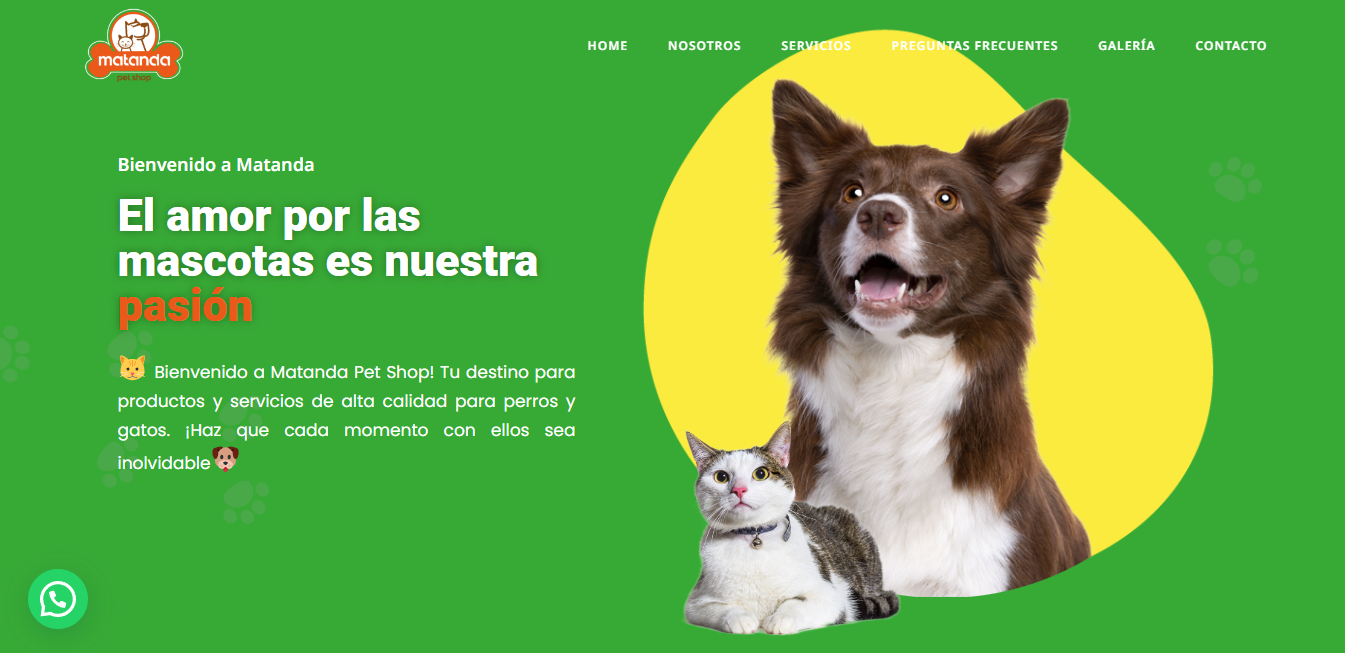 matanda
pet shop
HOME NOSOTROS SERVICIOS PREGUNTAS FRECUENTES GALERÍA CONTACTO
Bienvenido a Matanda
El amor por las
mascotas es nuestra
pasión
Bienvenido a Matanda Pet Shop! Tu destino para
productos y servicios de alta calidad para perros y
gatos. ¡Haz que cada momento con ellos sea
inolvidable